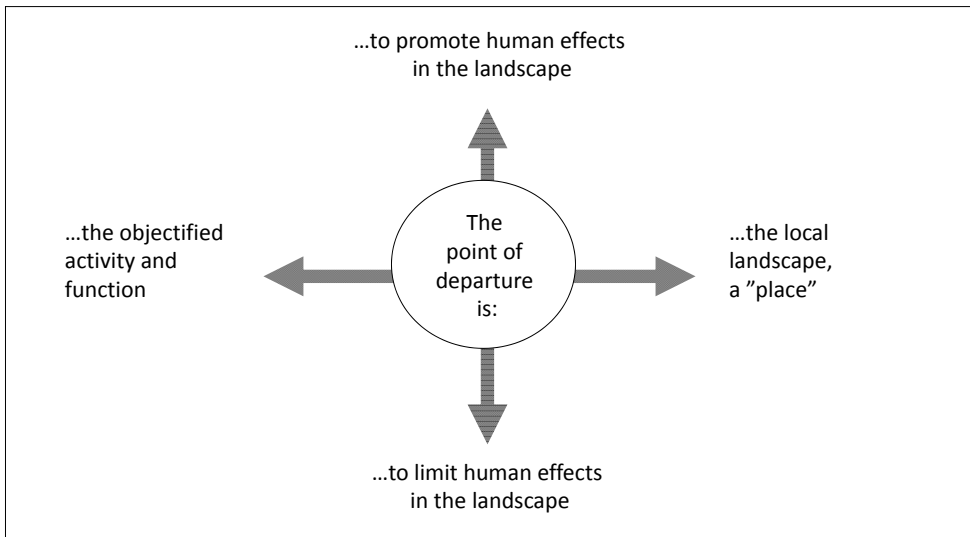 ...to promote human effects
in the landscape
...the objectified
activity and
function
The
point of
departure
is:
...the local
landscape,
a ”place”
...to limit human effects
in the landscape